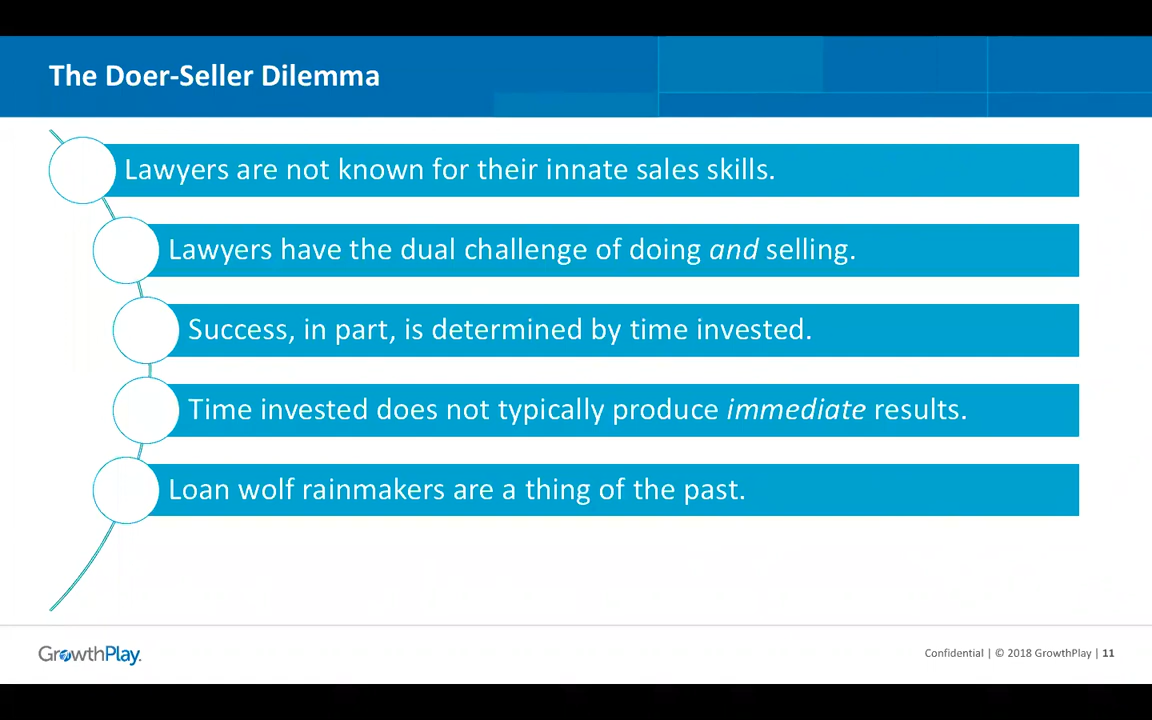 The Doer-Seller Dilemma
Lawyers are not known for their innate sales skills.
Lawyers have the dual challenge of doing and selling.
Success, in part, is determined by time invested.
Time invested does not typically produce immediate results.
Loan wolf rainmakers are a thing of the past.
GrowthPlay.
Confidential | © 2018 GrowthPlay | 11